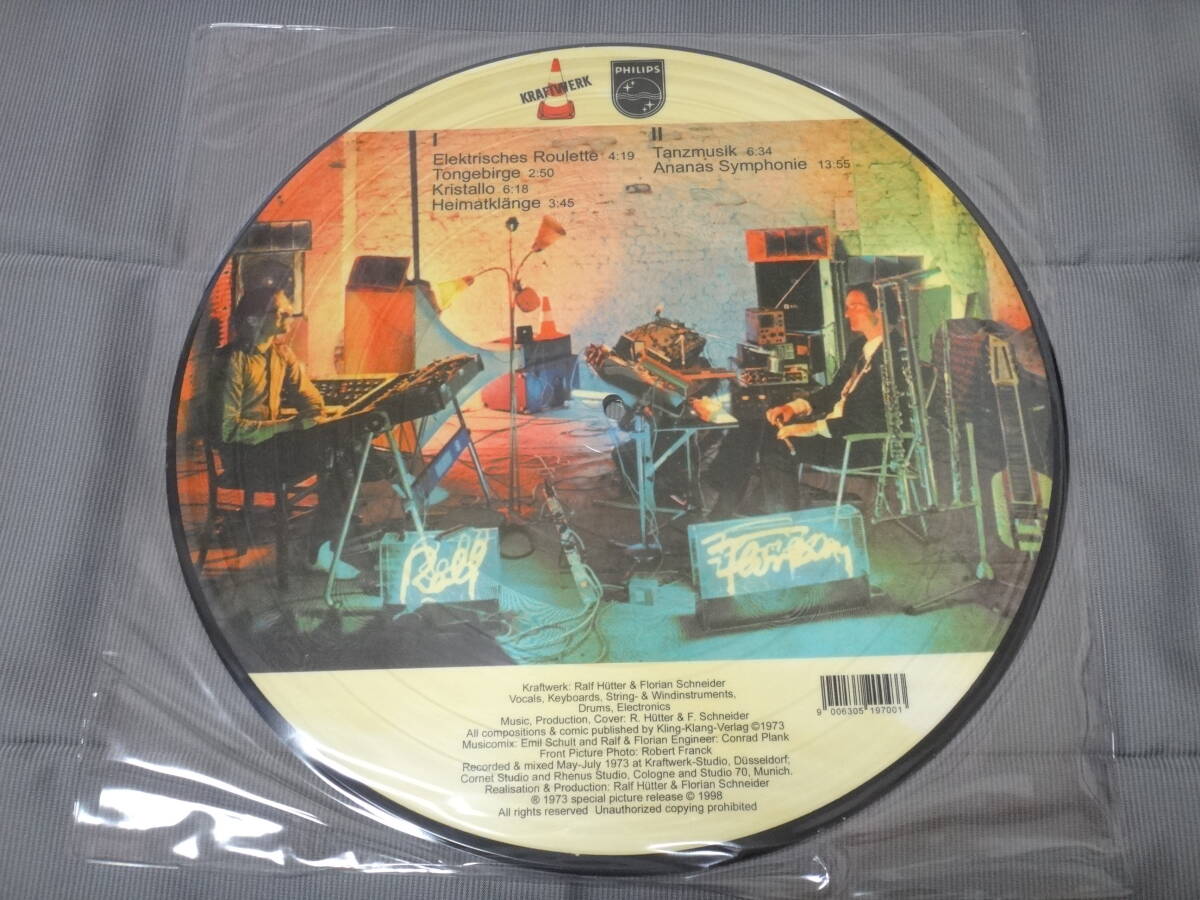 KRAFTWERK
PHILIPS
I
Elektrisches Roulette 4:19
Tongebirge 2:50
Kristallo 6:18
Heimatklänge 3:45
II
Tanzmusik 6:34
Ananas Symphonie 13:55
Ralf
Florian
Kraftwerk: Ralf Hütter & Florian Schneider
Vocals, Keyboards, String- & Windinstruments,
Drums, Electronics
Music, Production, Cover: R. Hütter & F. Schneider
All compositions & comic published by Kling-Klang-Verlag ©1973
Musicomix: Emil Schult and Ralf & Florian Engineer: Conrad Plank
Front Picture Photo: Robert Franck
Recorded & mixed May-July 1973 at Kraftwerk-Studio, Düsseldorf;
Cornet Studio and Rhenus Studio, Cologne and Studio 70, Munich.
Realisation & Production: Ralf Hütter & Florian Schneider
® 1973 special picture release © 1998
All rights reserved Unauthorized copying prohibited
9 006305 197001